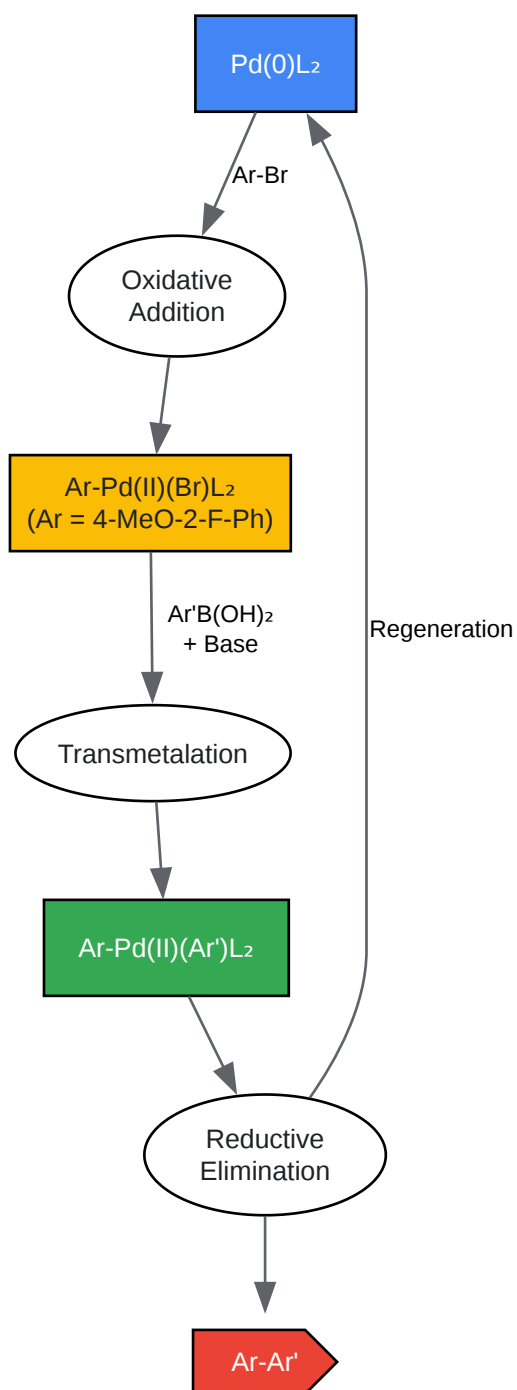 Pd(0)L₂
Ar-Br
Oxidative
Addition
Ar-Pd(II)(Br)L₂
(Ar = 4-MeO-2-F-Ph)
Ar'B(OH)₂
+ Base
Regeneration
Transmetalation
Ar-Pd(II)(Ar')L₂
Reductive
Elimination
Ar-Ar'